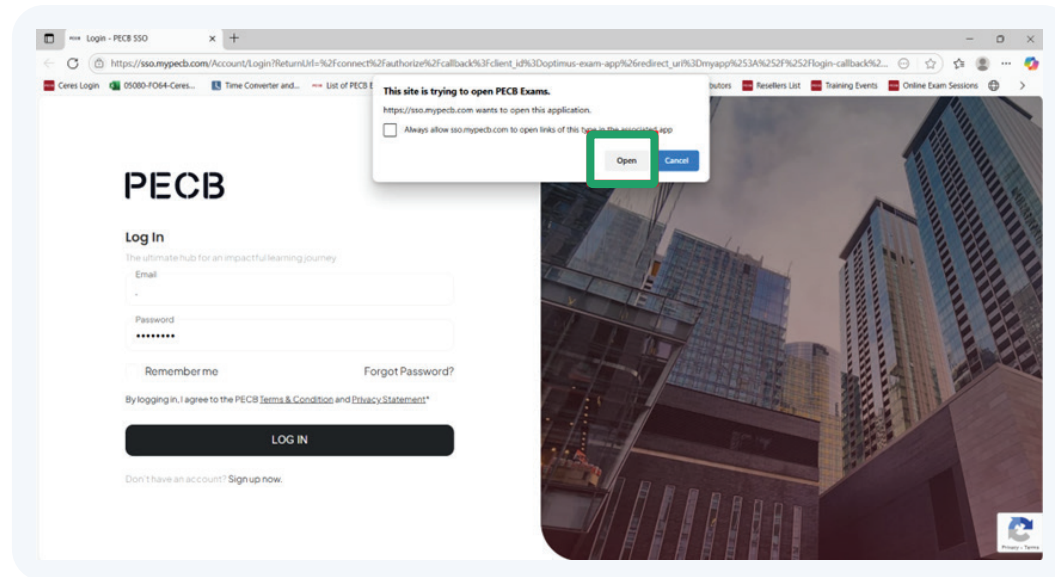 Login - PECB SSO
https://sso.mypecb.com/Account/Login?ReturnUrl=%2Fconnect%2Fauthorize%2Fcallback%3Fclient_id%3Doptimus-exam-app%26redirect_uri%3Dmyapp%253A%252F%252Flogin-callback%2...
Ceres Login 05080-FO64-Ceres... Time Converter and... List of PECB Resellers List Training Events Online Exam Sessions
This site is trying to open PECB Exams.
https://sso.mypecb.com wants to open this application.
Always allow sso.mypecb.com to open links of this type in the associated app
Open Cancel
PECB
Log In
The ultimate hub for an impactful learning journey
Email
Password
Remember me Forgot Password?
By logging in, I agree to the PECB Terms & Condition and Privacy Statement*
LOG IN
Don't have an account? Sign up now.
Privacy - Terms